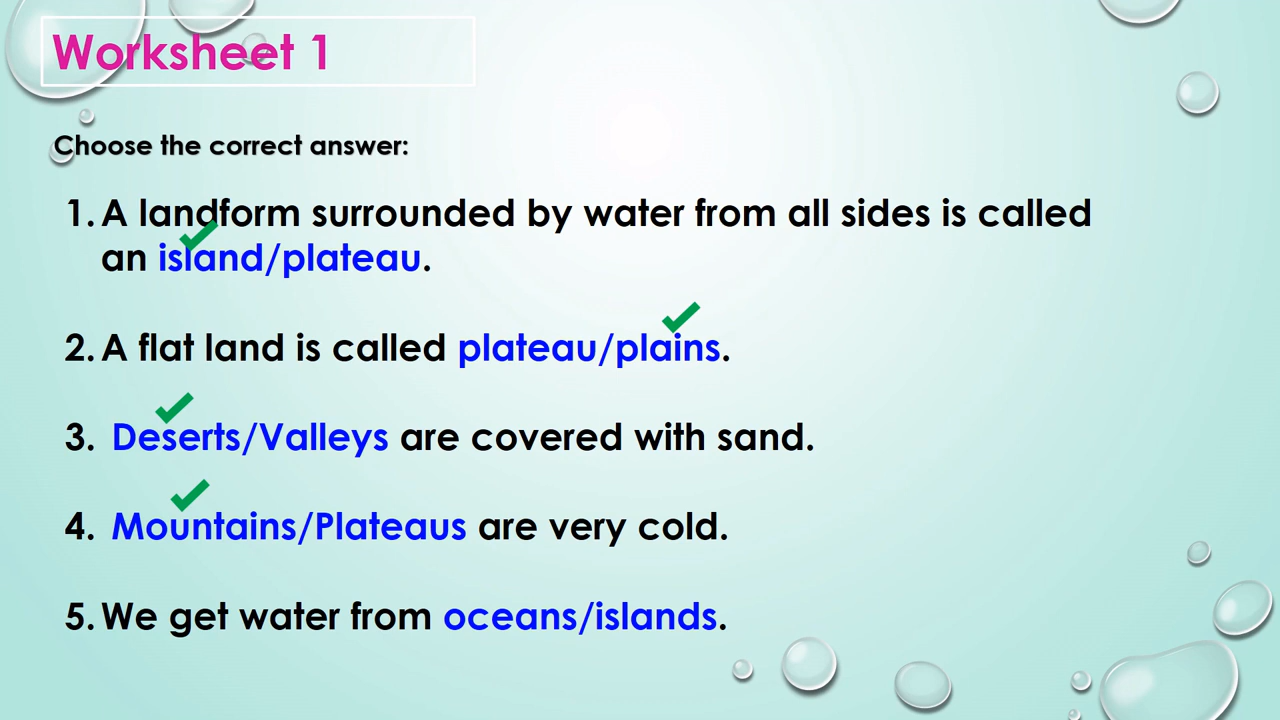 Worksheet 1
Choose the correct answer:
1. A landform surrounded by water from all sides is called
an island/plateau.
2. A flat land is called plateau/plains.
3. Deserts/Valleys are covered with sand.
4. Mountains/Plateaus are very cold.
5. We get water from oceans/islands.